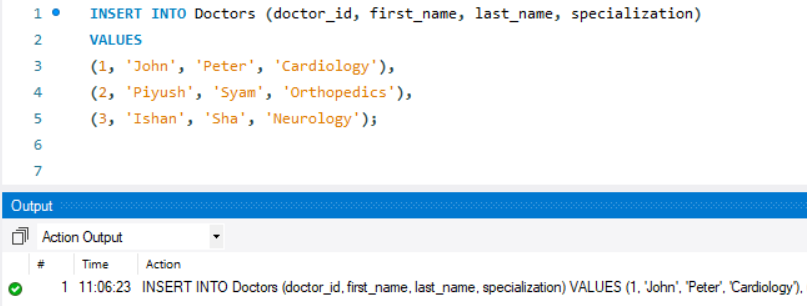 1 INSERT INTO Doctors (doctor_id, first_name, last_name, specialization)
2 VALUES
3 (1, 'John', 'Peter', 'Cardiology'),
4 (2, 'Piyush', 'Syam', 'Orthopedics'),
5 (3, 'Ishan', 'Sha', 'Neurology');
6
7
Output
Action Output
# Time Action
1 11:06:23 INSERT INTO Doctors (doctor_id, first_name, last_name, specialization) VALUES (1, 'John', 'Peter', 'Cardiology'),